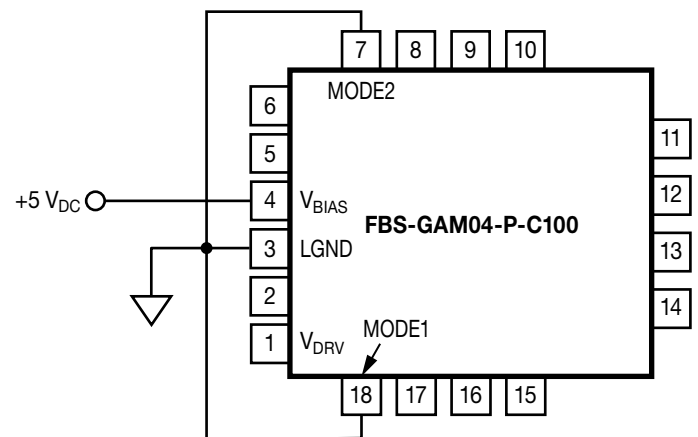 7 8 9 10
MODE2
6
5
11
+5 VDC
4 VBIAS
12
FBS-GAM04-P-C100
3 LGND
13
2
14
1 VDRV
MODE1
18 17 16 15